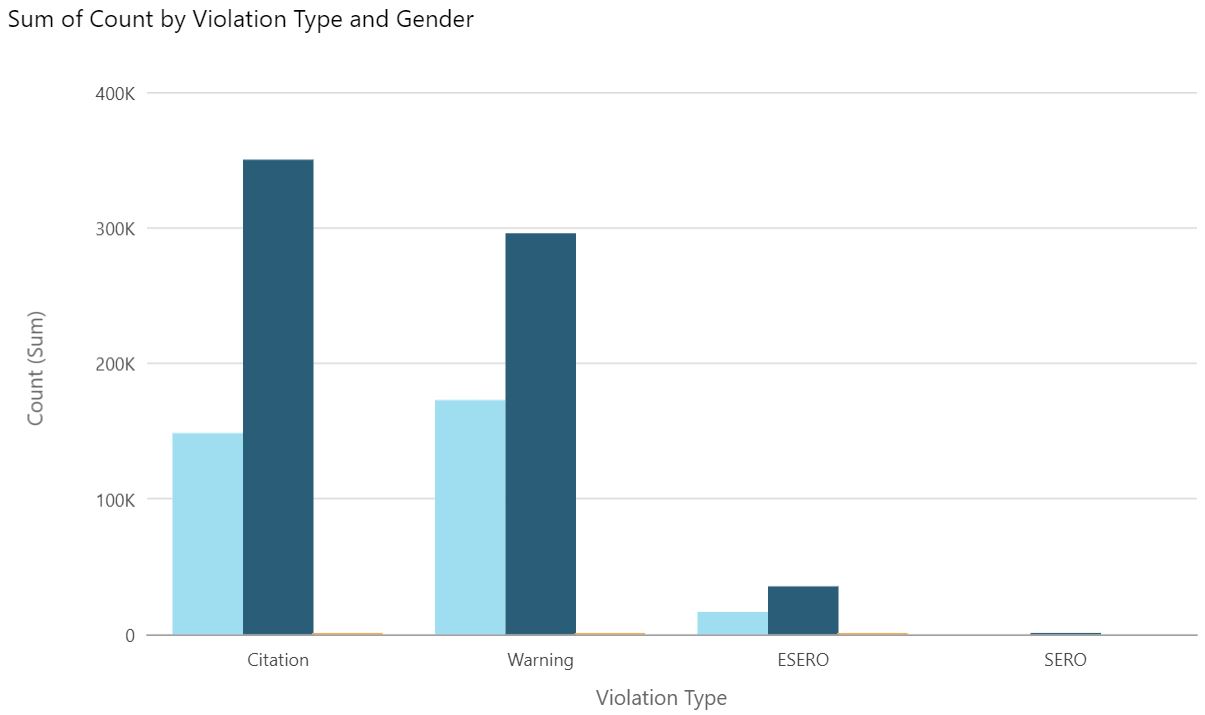 Sum of Count by Violation Type and Gender
400K
300K
200K
100K
0
Count (Sum)
Citation Warning ESERO SERO
Violation Type